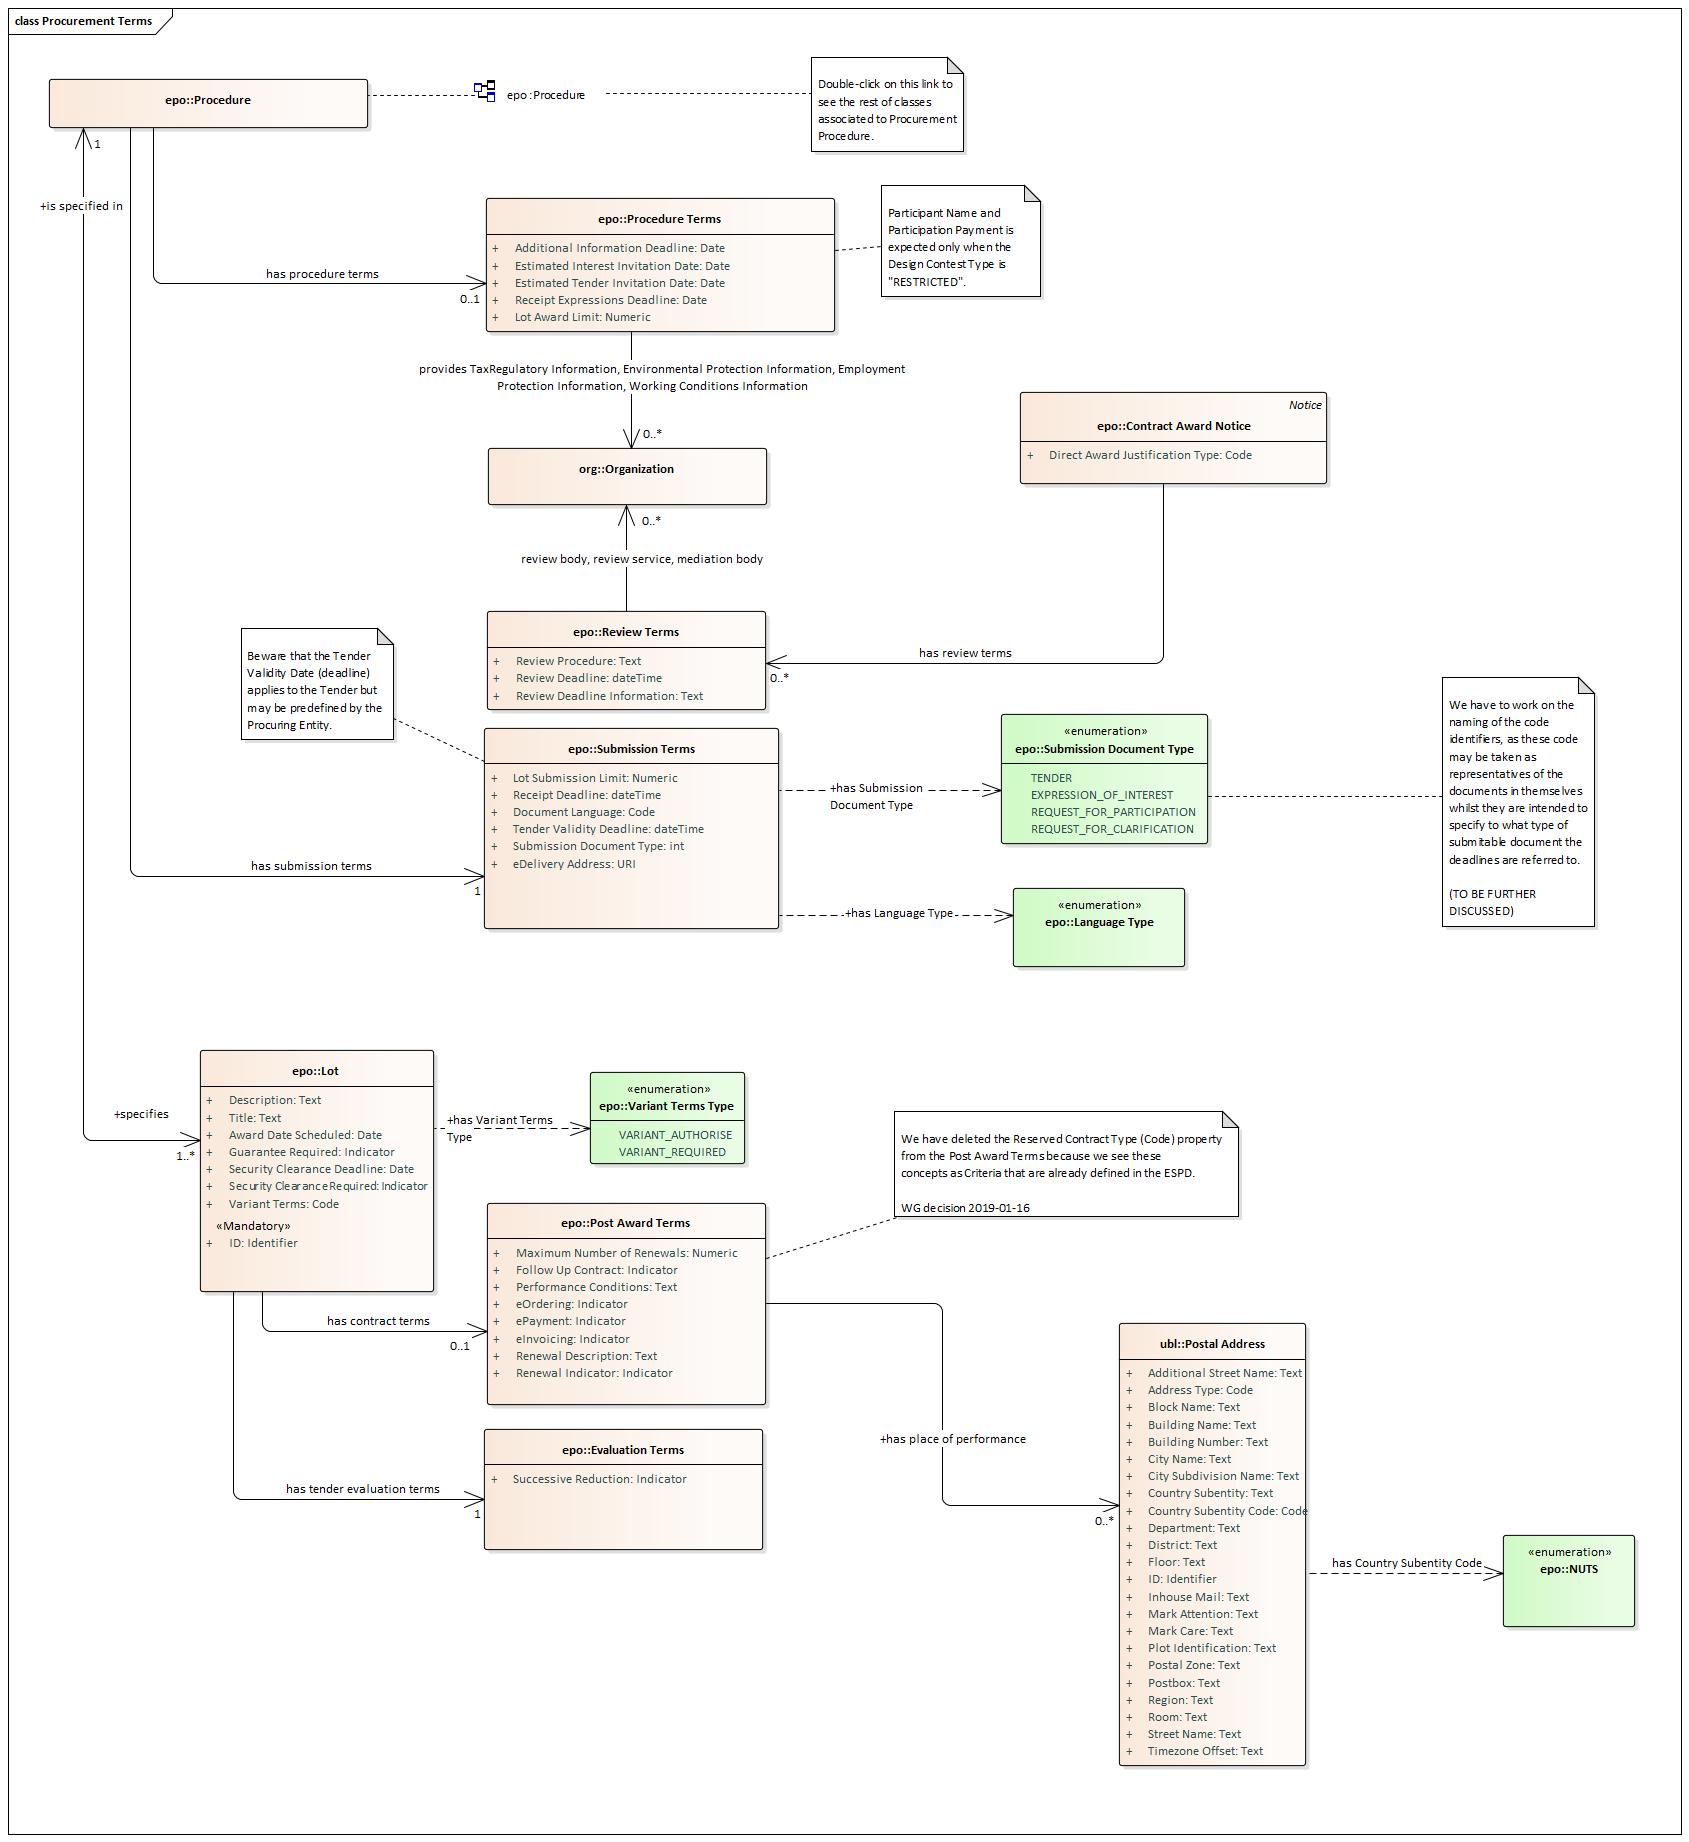 class Procurement Terms
epo::Procedure
epo :Procedure
Double-click on this link to
see the rest of classes
associated to Procurement
Procedure.
1
+is specified in
epo::Procedure Terms
+ Additional Information Deadline: Date
+ Estimated Interest Invitation Date: Date
+ Estimated Tender Invitation Date: Date
+ Receipt Expressions Deadline: Date
+ Lot Award Limit: Numeric
Participant Name and
Participation Payment is
expected only when the
Design Contest Type is
"RESTRICTED".
has procedure terms
0..1
provides TaxRegulatory Information, Environmental Protection Information, Employment
Protection Information, Working Conditions Information
0..*
org::Organization
Notice
epo::Contract Award Notice
+ Direct Award Justification Type: Code
0..*
review body, review service, mediation body
epo::Review Terms
+ Review Procedure: Text
+ Review Deadline: dateTime
+ Review Deadline Information: Text
has review terms
0..*
Beware that the Tender
Validity Date (deadline)
applies to the Tender but
may be predefined by the
Procuring Entity.
epo::Submission Terms
+ Lot Submission Limit: Numeric
+ Receipt Deadline: dateTime
+ Document Language: Code
+ Tender Validity Deadline: dateTime
+ Submission Document Type: int
+ eDelivery Address: URI
has submission terms
1
+has Submission
Document Type
«enumeration»
epo::Submission Document Type
TENDER
EXPRESSION_OF_INTEREST
REQUEST_FOR_PARTICIPATION
REQUEST_FOR_CLARIFICATION
We have to work on the
naming of the code
identifiers, as these code
may be taken as
representatives of the
documents in themselves
whilst they are intended to
specify to what type of
submitable document the
deadlines are referred to.
(TO BE FURTHER
DISCUSSED)
+has Language Type
«enumeration»
epo::Language Type
epo::Lot
+ Description: Text
+ Title: Text
+ Award Date Scheduled: Date
+ Guarantee Required: Indicator
+ Security Clearance Deadline: Date
+ Security Clearance Required: Indicator
+ Variant Terms: Code
«Mandatory»
+ ID: Identifier
+specifies
1..*
+has Variant Terms
Type
«enumeration»
epo::Variant Terms Type
VARIANT_AUTHORISE
VARIANT_REQUIRED
We have deleted the Reserved Contract Type (Code) property
from the Post Award Terms because we see these
concepts as Criteria that are already defined in the ESPD.
WG decision 2019-01-16
epo::Post Award Terms
+ Maximum Number of Renewals: Numeric
+ Follow Up Contract: Indicator
+ Performance Conditions: Text
+ eOrdering: Indicator
+ ePayment: Indicator
+ eInvoicing: Indicator
+ Renewal Description: Text
+ Renewal Indicator: Indicator
has contract terms
0..1
epo::Evaluation Terms
+ Successive Reduction: Indicator
has tender evaluation terms
1
+has place of performance
0..*
ubl::Postal Address
+ Additional Street Name: Text
+ Address Type: Code
+ Block Name: Text
+ Building Name: Text
+ Building Number: Text
+ City Name: Text
+ City Subdivision Name: Text
+ Country Subentity: Text
+ Country Subentity Code: Code
+ Department: Text
+ District: Text
+ Floor: Text
+ ID: Identifier
+ Inhouse Mail: Text
+ Mark Attention: Text
+ Mark Care: Text
+ Plot Identification: Text
+ Postal Zone: Text
+ Postbox: Text
+ Region: Text
+ Room: Text
+ Street Name: Text
+ Timezone Offset: Text
has Country Subentity Code
«enumeration»
epo::NUTS